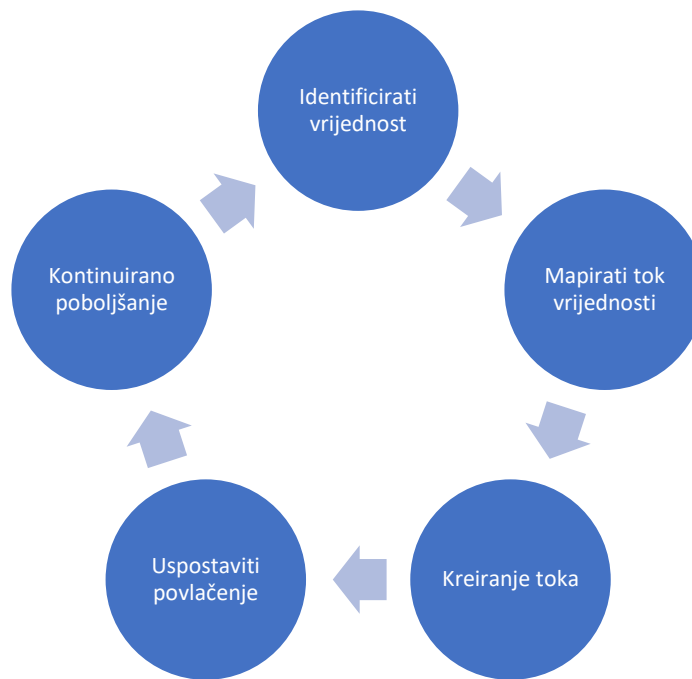 Identificirati
vrijednost
Mapirati tok
vrijednosti
Kreiranje toka
Uspostaviti
povlačenje
Kontinuirano
poboljšanje